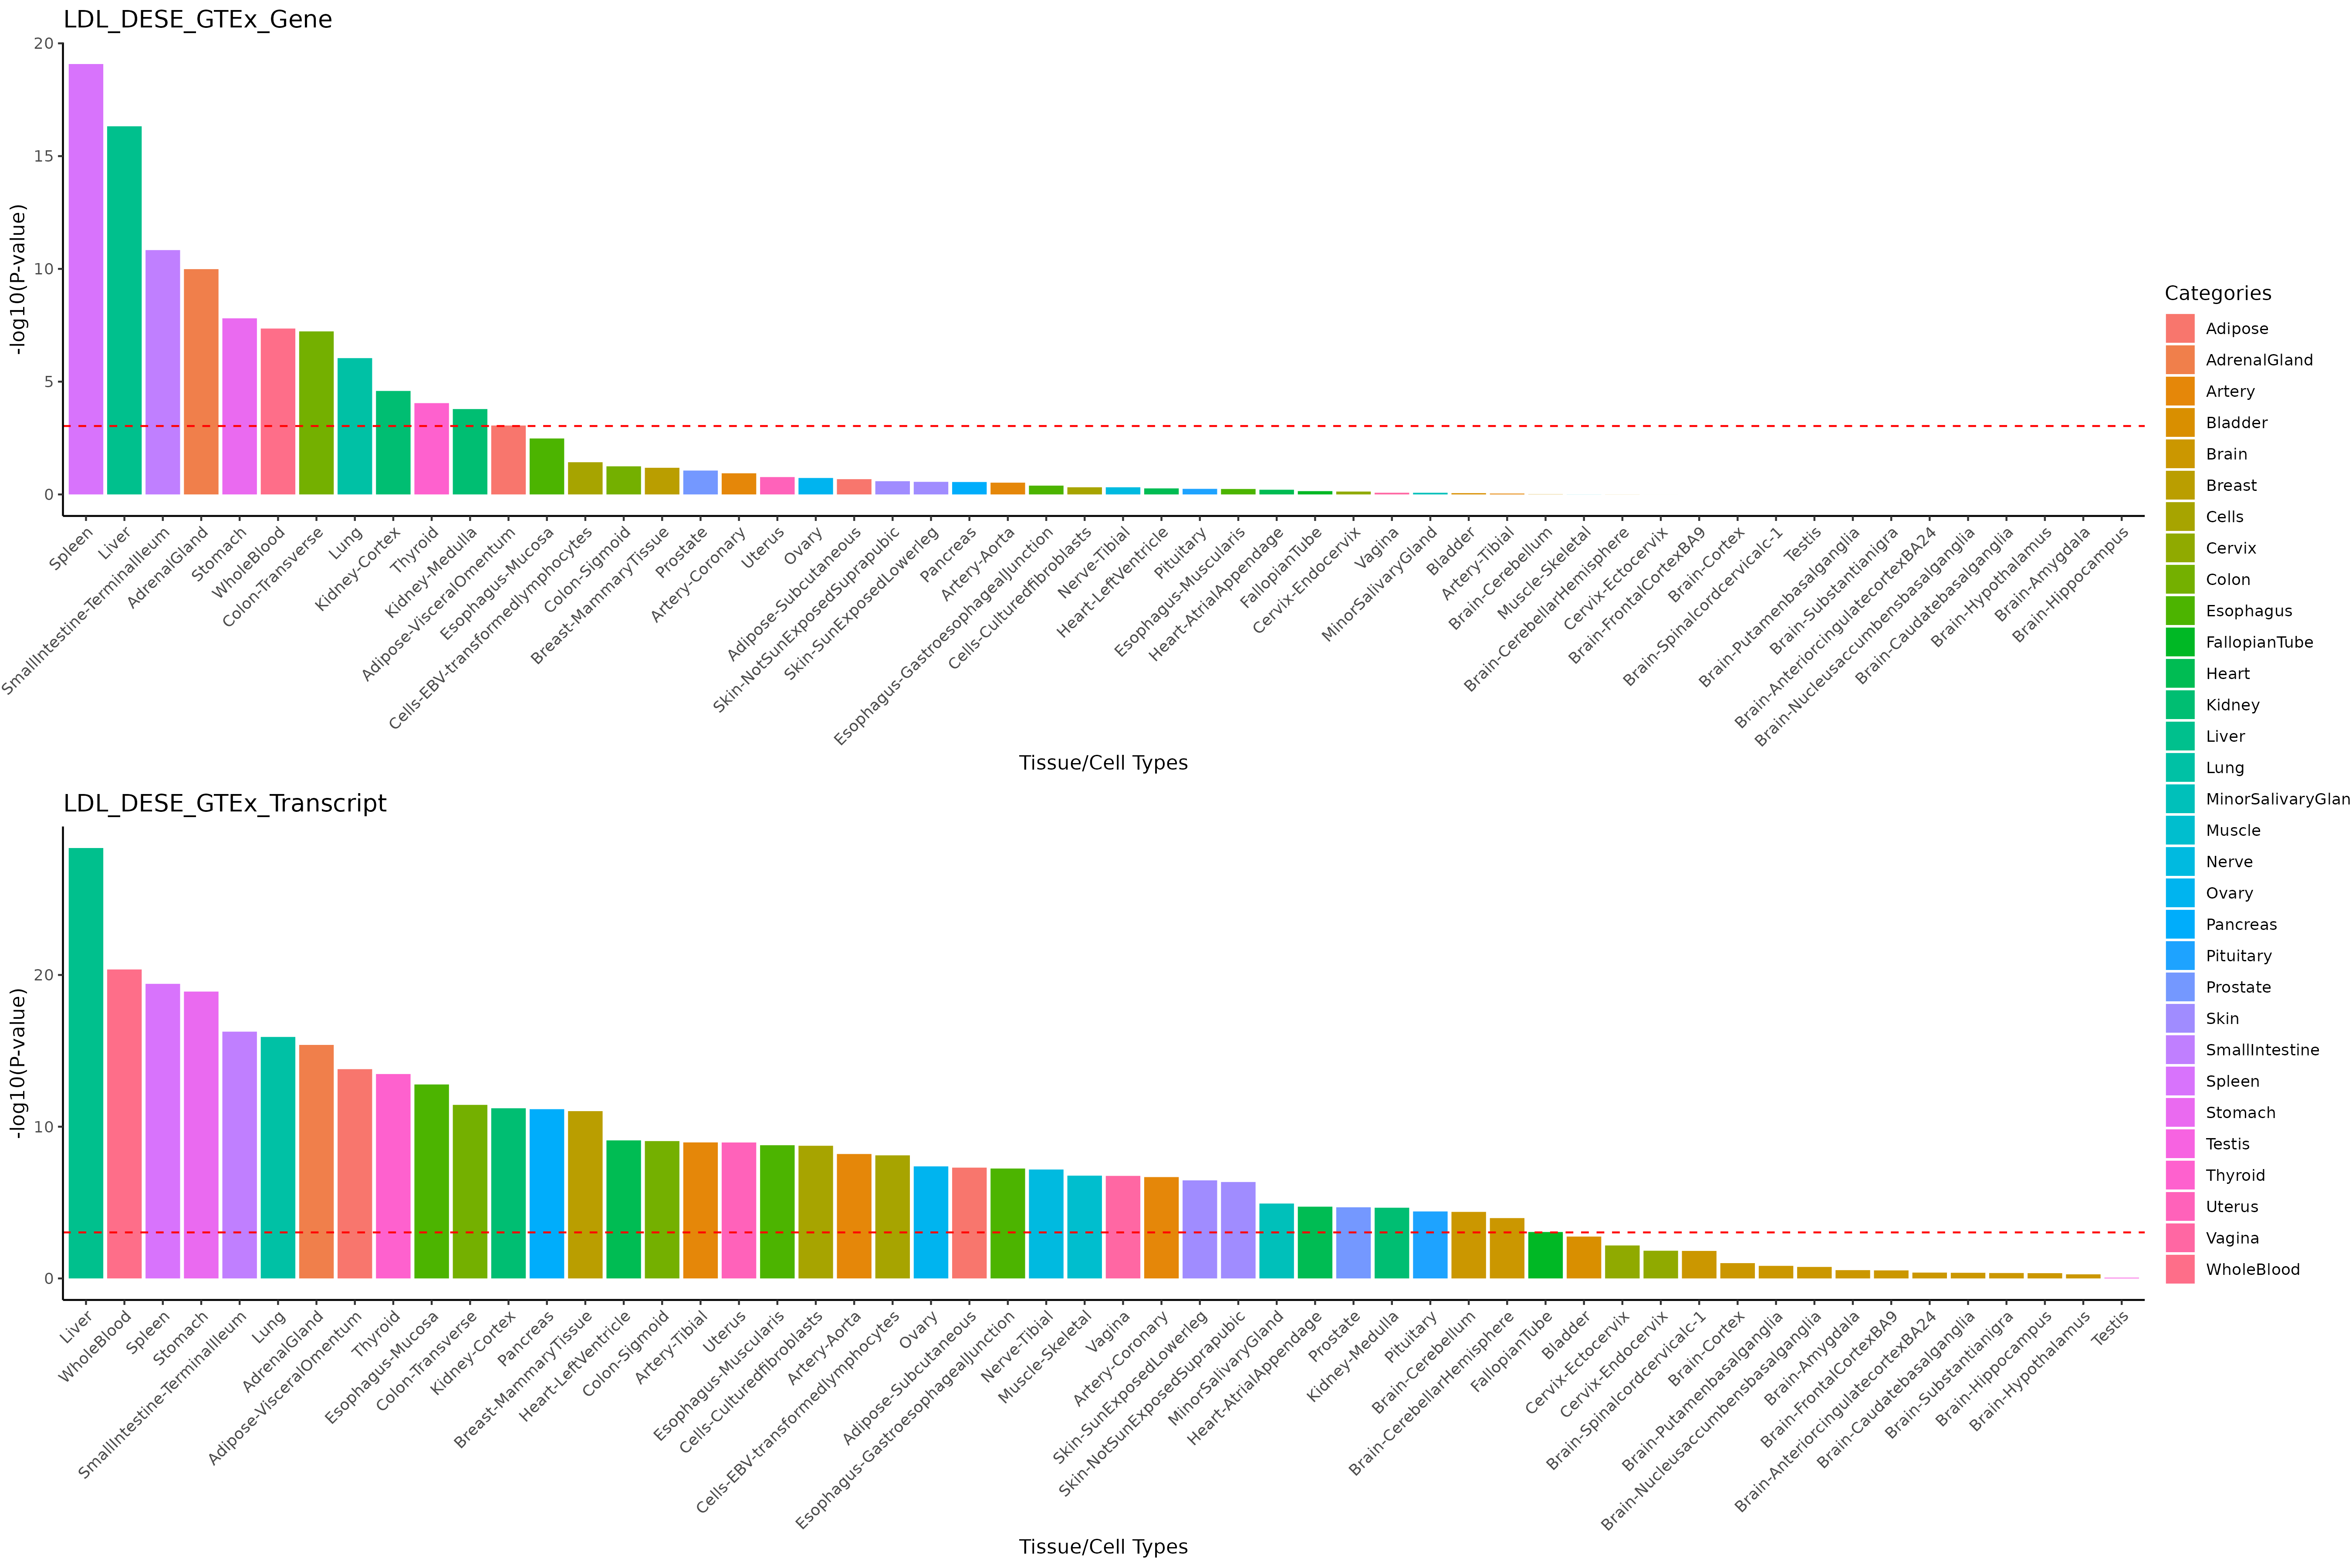 LDL_DESE_GTEx_Gene
-log10(P-value)
20
15
10
5
0
Spleen
Liver
SmallIntestine-TerminalIleum
AdrenalGland
Stomach
WholeBlood
Colon-Transverse
Lung
Kidney-Cortex
Thyroid
Kidney-Medulla
Adipose-VisceralOmentum
Esophagus-Mucosa
Cells-EBV-transformedlymphocytes
Colon-Sigmoid
Breast-MammaryTissue
Prostate
Artery-Coronary
Uterus
Ovary
Adipose-Subcutaneous
Skin-NotSunExposedSuprapubic
Skin-SunExposedLowerleg
Pancreas
Artery-Aorta
Esophagus-GastroesophagealJunction
Cells-Culturedfibroblasts
Nerve-Tibial
Heart-LeftVentricle
Pituitary
Esophagus-Muscularis
Heart-AtrialAppendage
FallopianTube
Cervix-Endocervix
Vagina
MinorSalivaryGland
Bladder
Artery-Tibial
Brain-Cerebellum
Muscle-Skeletal
Brain-CerebellarHemisphere
Cervix-Ectocervix
Brain-FrontalCortexBA9
Brain-Cortex
Brain-Spinalcordcervicalc-1
Testis
Brain-Putamenbasalganglia
Brain-Substantianigra
Brain-AnteriorcingulatecortexBA24
Brain-Nucleusaccumbensbasalganglia
Brain-Caudatebasalganglia
Brain-Hypothalamus
Brain-Amygdala
Brain-Hippocampus
Tissue/Cell Types
LDL_DESE_GTEx_Transcript
-log10(P-value)
20
10
0
Liver
WholeBlood
Spleen
Stomach
SmallIntestine-TerminalIleum
Lung
AdrenalGland
Adipose-VisceralOmentum
Thyroid
Esophagus-Mucosa
Colon-Transverse
Kidney-Cortex
Pancreas
Breast-MammaryTissue
Heart-LeftVentricle
Colon-Sigmoid
Artery-Tibial
Uterus
Esophagus-Muscularis
Cells-Culturedfibroblasts
Artery-Aorta
Cells-EBV-transformedlymphocytes
Ovary
Adipose-Subcutaneous
Esophagus-GastroesophagealJunction
Nerve-Tibial
Muscle-Skeletal
Vagina
Artery-Coronary
Skin-SunExposedLowerleg
Skin-NotSunExposedSuprapubic
MinorSalivaryGland
Heart-AtrialAppendage
Prostate
Kidney-Medulla
Pituitary
Brain-Cerebellum
Brain-CerebellarHemisphere
FallopianTube
Bladder
Cervix-Ectocervix
Cervix-Endocervix
Brain-Spinalcordcervicalc-1
Brain-Cortex
Brain-Putamenbasalganglia
Brain-Nucleusaccumbensbasalganglia
Brain-Amygdala
Brain-FrontalCortexBA9
Brain-AnteriorcingulatecortexBA24
Brain-Caudatebasalganglia
Brain-Substantianigra
Brain-Hippocampus
Brain-Hypothalamus
Testis
Tissue/Cell Types
Categories
Adipose
AdrenalGland
Artery
Bladder
Brain
Breast
Cells
Cervix
Colon
Esophagus
FallopianTube
Heart
Kidney
Liver
Lung
MinorSalivaryGlan
Muscle
Nerve
Ovary
Pancreas
Pituitary
Prostate
Skin
SmallIntestine
Spleen
Stomach
Testis
Thyroid
Uterus
Vagina
WholeBlood